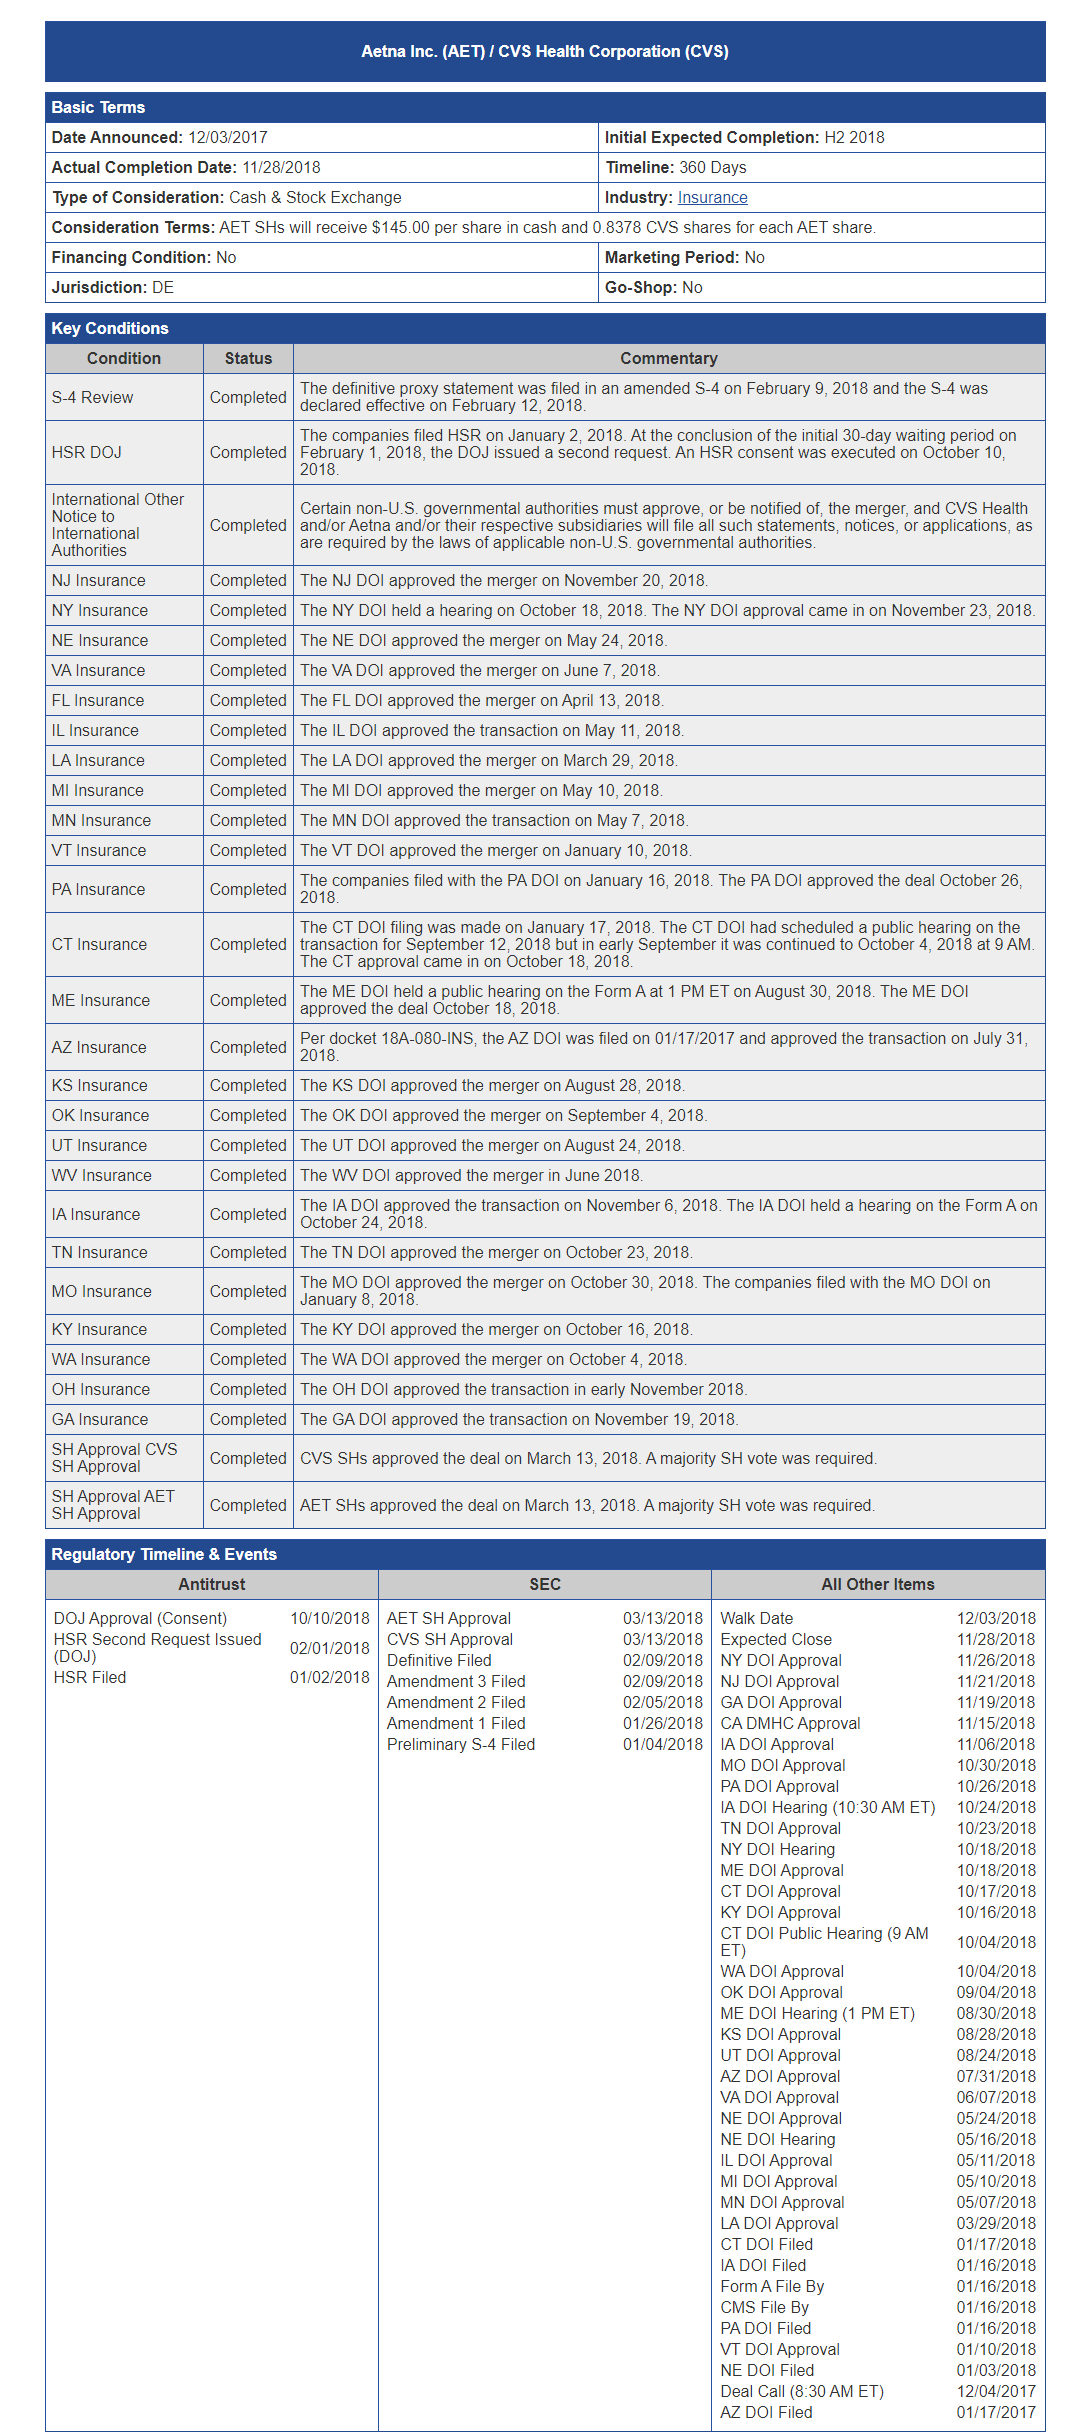 Aetna Inc. (AET) / CVS Health Corporation (CVS)
Basic Terms
Date Announced: 12/03/2017
Initial Expected Completion: H2 2018
Actual Completion Date: 11/28/2018
Timeline: 360 Days
Type of Consideration: Cash & Stock Exchange
Industry: Insurance
Consideration Terms: AET SHs will receive $145.00 per share in cash and 0.8378 CVS shares for each AET share.
Financing Condition: No
Marketing Period: No
Jurisdiction: DE
Go-Shop: No
Key Conditions
Condition Status Commentary
S-4 Review Completed The definitive proxy statement was filed in an amended S-4 on February 9, 2018 and the S-4 was
declared effective on February 12, 2018.
HSR DOJ Completed The companies filed HSR on January 2, 2018. At the conclusion of the initial 30-day waiting period on
February 1, 2018, the DOJ issued a second request. An HSR consent was executed on October 10,
2018.
International Other
Notice to
International
Authorities
Completed
Certain non-U.S. governmental authorities must approve, or be notified of, the merger, and CVS Health
and/or Aetna and/or their respective subsidiaries will file all such statements, notices, or applications, as
are required by the laws of applicable non-U.S. governmental authorities.
NJ Insurance Completed The NJ DOI approved the merger on November 20, 2018.
NY Insurance Completed The NY DOI held a hearing on October 18, 2018. The NY DOI approval came in on November 23, 2018.
NE Insurance Completed The NE DOI approved the merger on May 24, 2018.
VA Insurance Completed The VA DOI approved the merger on June 7, 2018.
FL Insurance Completed The FL DOI approved the merger on April 13, 2018.
IL Insurance Completed The IL DOI approved the transaction on May 11, 2018.
LA Insurance Completed The LA DOI approved the merger on March 29, 2018.
MI Insurance Completed The MI DOI approved the merger on May 10, 2018.
MN Insurance Completed The MN DOI approved the transaction on May 7, 2018.
VT Insurance Completed The VT DOI approved the merger on January 10, 2018.
PA Insurance Completed The companies filed with the PA DOI on January 16, 2018. The PA DOI approved the deal October 26,
2018.
CT Insurance Completed The CT DOI filing was made on January 17, 2018. The CT DOI had scheduled a public hearing on the
transaction for September 12, 2018 but in early September it was continued to October 4, 2018 at 9 AM.
The CT approval came in on October 18, 2018.
ME Insurance Completed The ME DOI held a public hearing on the Form A at 1 PM ET on August 30, 2018. The ME DOI
approved the deal October 18, 2018.
AZ Insurance Completed Per docket 18A-080-INS, the AZ DOI was filed on 01/17/2017 and approved the transaction on July 31,
2018.
KS Insurance Completed The KS DOI approved the merger on August 28, 2018.
OK Insurance Completed The OK DOI approved the merger on September 4, 2018.
UT Insurance Completed The UT DOI approved the merger on August 24, 2018.
WV Insurance Completed The WV DOI approved the merger in June 2018.
IA Insurance Completed The IA DOI approved the transaction on November 6, 2018. The IA DOI held a hearing on the Form A on
October 24, 2018.
TN Insurance Completed The TN DOI approved the merger on October 23, 2018.
MO Insurance Completed The MO DOI approved the merger on October 30, 2018. The companies filed with the MO DOI on
January 8, 2018.
KY Insurance Completed The KY DOI approved the merger on October 16, 2018.
WA Insurance Completed The WA DOI approved the merger on October 4, 2018.
OH Insurance Completed The OH DOI approved the transaction in early November 2018.
GA Insurance Completed The GA DOI approved the transaction on November 19, 2018.
SH Approval CVS
SH Approval
Completed CVS SHs approved the deal on March 13, 2018. A majority SH vote was required.
SH Approval AET
SH Approval
Completed AET SHs approved the deal on March 13, 2018. A majority SH vote was required.
Regulatory Timeline & Events
Antitrust
DOJ Approval (Consent) 10/10/2018
HSR Second Request Issued
(DOJ) 02/01/2018
HSR Filed 01/02/2018
SEC
AET SH Approval 03/13/2018
CVS SH Approval 03/13/2018
Definitive Filed 02/09/2018
Amendment 3 Filed 02/09/2018
Amendment 2 Filed 02/05/2018
Amendment 1 Filed 01/26/2018
Preliminary S-4 Filed 01/04/2018
All Other Items
Walk Date 12/03/2018
Expected Close 11/28/2018
NY DOI Approval 11/26/2018
NJ DOI Approval 11/21/2018
GA DOI Approval 11/19/2018
CA DMHC Approval 11/15/2018
IA DOI Approval 11/06/2018
MO DOI Approval 10/30/2018
PA DOI Approval 10/26/2018
IA DOI Hearing (10:30 AM ET) 10/24/2018
TN DOI Approval 10/23/2018
NY DOI Hearing 10/18/2018
ME DOI Approval 10/18/2018
CT DOI Approval 10/17/2018
KY DOI Approval 10/16/2018
CT DOI Public Hearing (9 AM
ET) 10/04/2018
WA DOI Approval 10/04/2018
OK DOI Approval 09/04/2018
ME DOI Hearing (1 PM ET) 08/30/2018
KS DOI Approval 08/28/2018
UT DOI Approval 08/24/2018
AZ DOI Approval 07/31/2018
VA DOI Approval 06/07/2018
NE DOI Approval 05/24/2018
NE DOI Hearing 05/16/2018
IL DOI Approval 05/11/2018
MI DOI Approval 05/10/2018
MN DOI Approval 05/07/2018
LA DOI Approval 03/29/2018
CT DOI Filed 01/17/2018
IA DOI Filed 01/16/2018
Form A File By 01/16/2018
CMS File By 01/16/2018
PA DOI Filed 01/16/2018
VT DOI Approval 01/10/2018
NE DOI Filed 01/03/2018
Deal Call (8:30 AM ET) 12/04/2017
AZ DOI Filed 01/17/2017